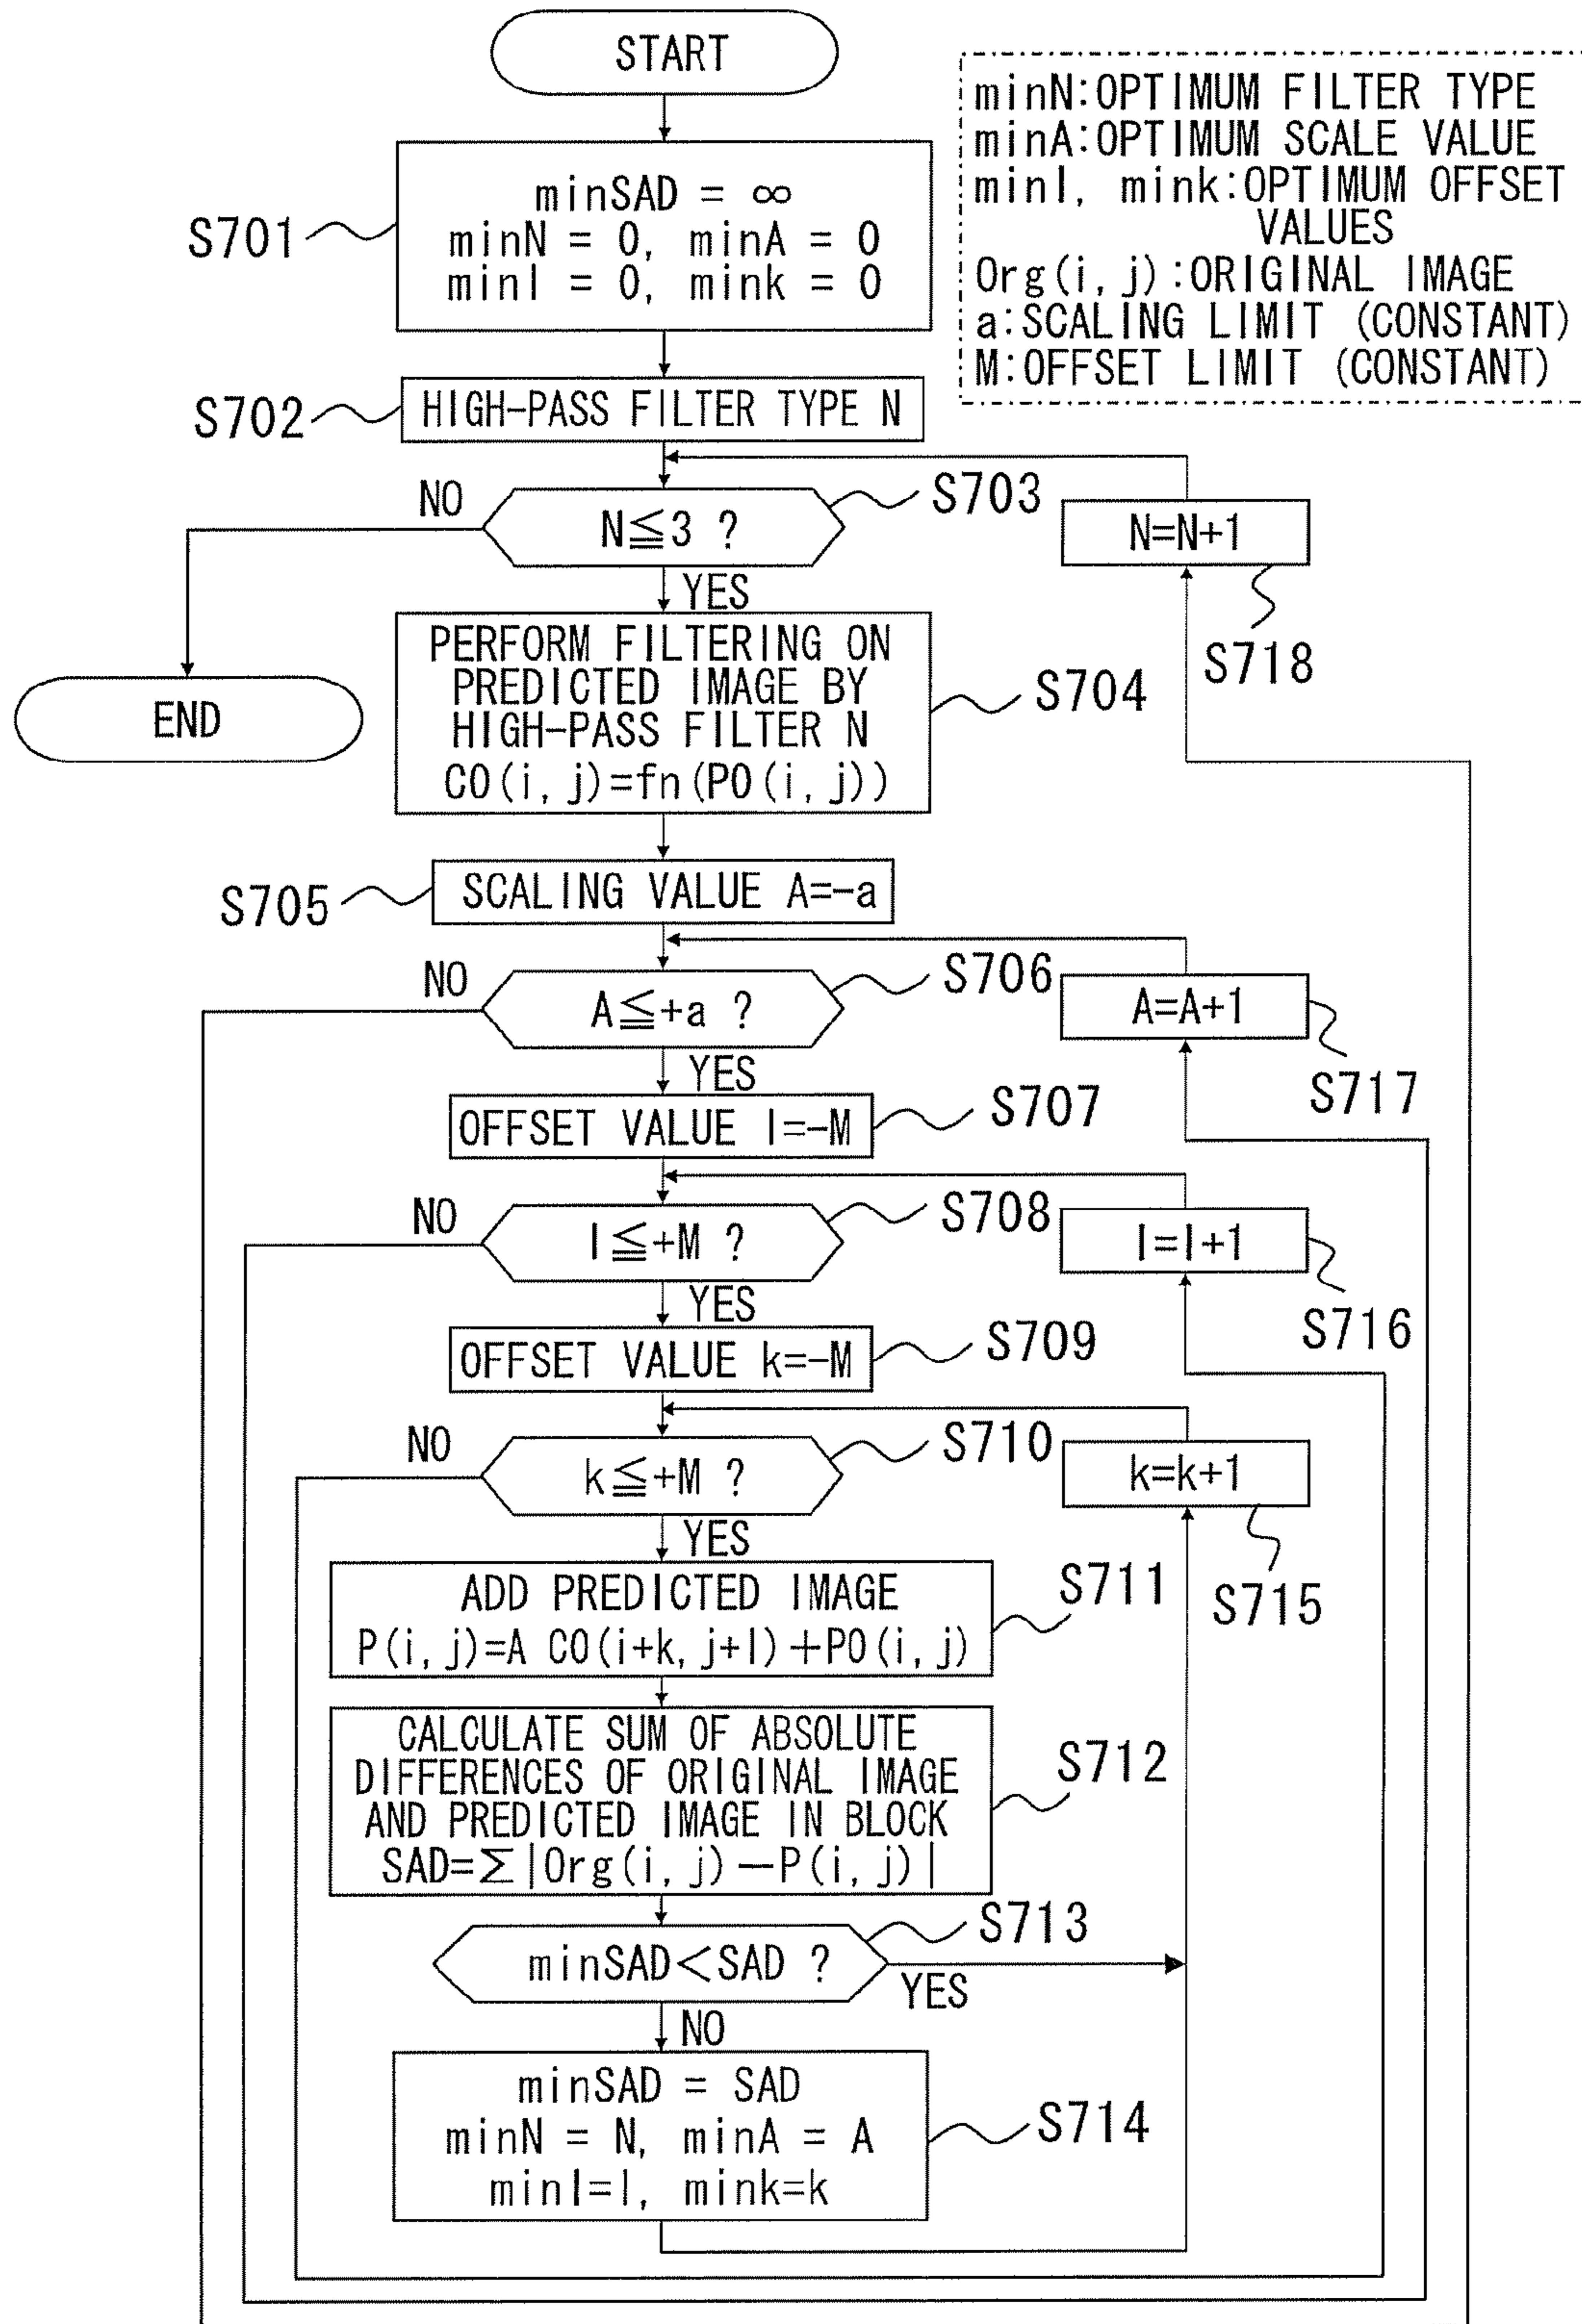 START
minN:OPTIMUM FILTER TYPE
minA:OPTIMUM SCALE VALUE
minl, mink:OPTIMUM OFFSET
VALUES
Org(i, j):ORIGINAL IMAGE
a:SCALING LIMIT (CONSTANT)
M:OFFSET LIMIT (CONSTANT)
S701
minSAD = ∞
minN = 0, minA = 0
minl = 0, mink = 0
S702
HIGH-PASS FILTER TYPE N
NO
N≦3 ?
S703
N=N+1
YES
S718
END
PERFORM FILTERING ON
PREDICTED IMAGE BY
HIGH-PASS FILTER N
C0(i, j)=fn(P0(i, j))
S704
S705
SCALING VALUE A=-a
NO
A≦+a ?
S706
A=A+1
YES
S717
OFFSET VALUE l=-M
S707
NO
l≦+M ?
S708
l=l+1
YES
S716
OFFSET VALUE k=-M
S709
NO
k≦+M ?
S710
k=k+1
YES
S715
ADD PREDICTED IMAGE
P(i, j)=A C0(i+k, j+l)+P0(i, j)
S711
CALCULATE SUM OF ABSOLUTE
DIFFERENCES OF ORIGINAL IMAGE
AND PREDICTED IMAGE IN BLOCK
SAD=Σ|Org(i, j)−P(i, j)|
S712
minSAD<SAD ?
S713
YES
NO
minSAD = SAD
minN = N, minA = A
minl=l, mink=k
S714